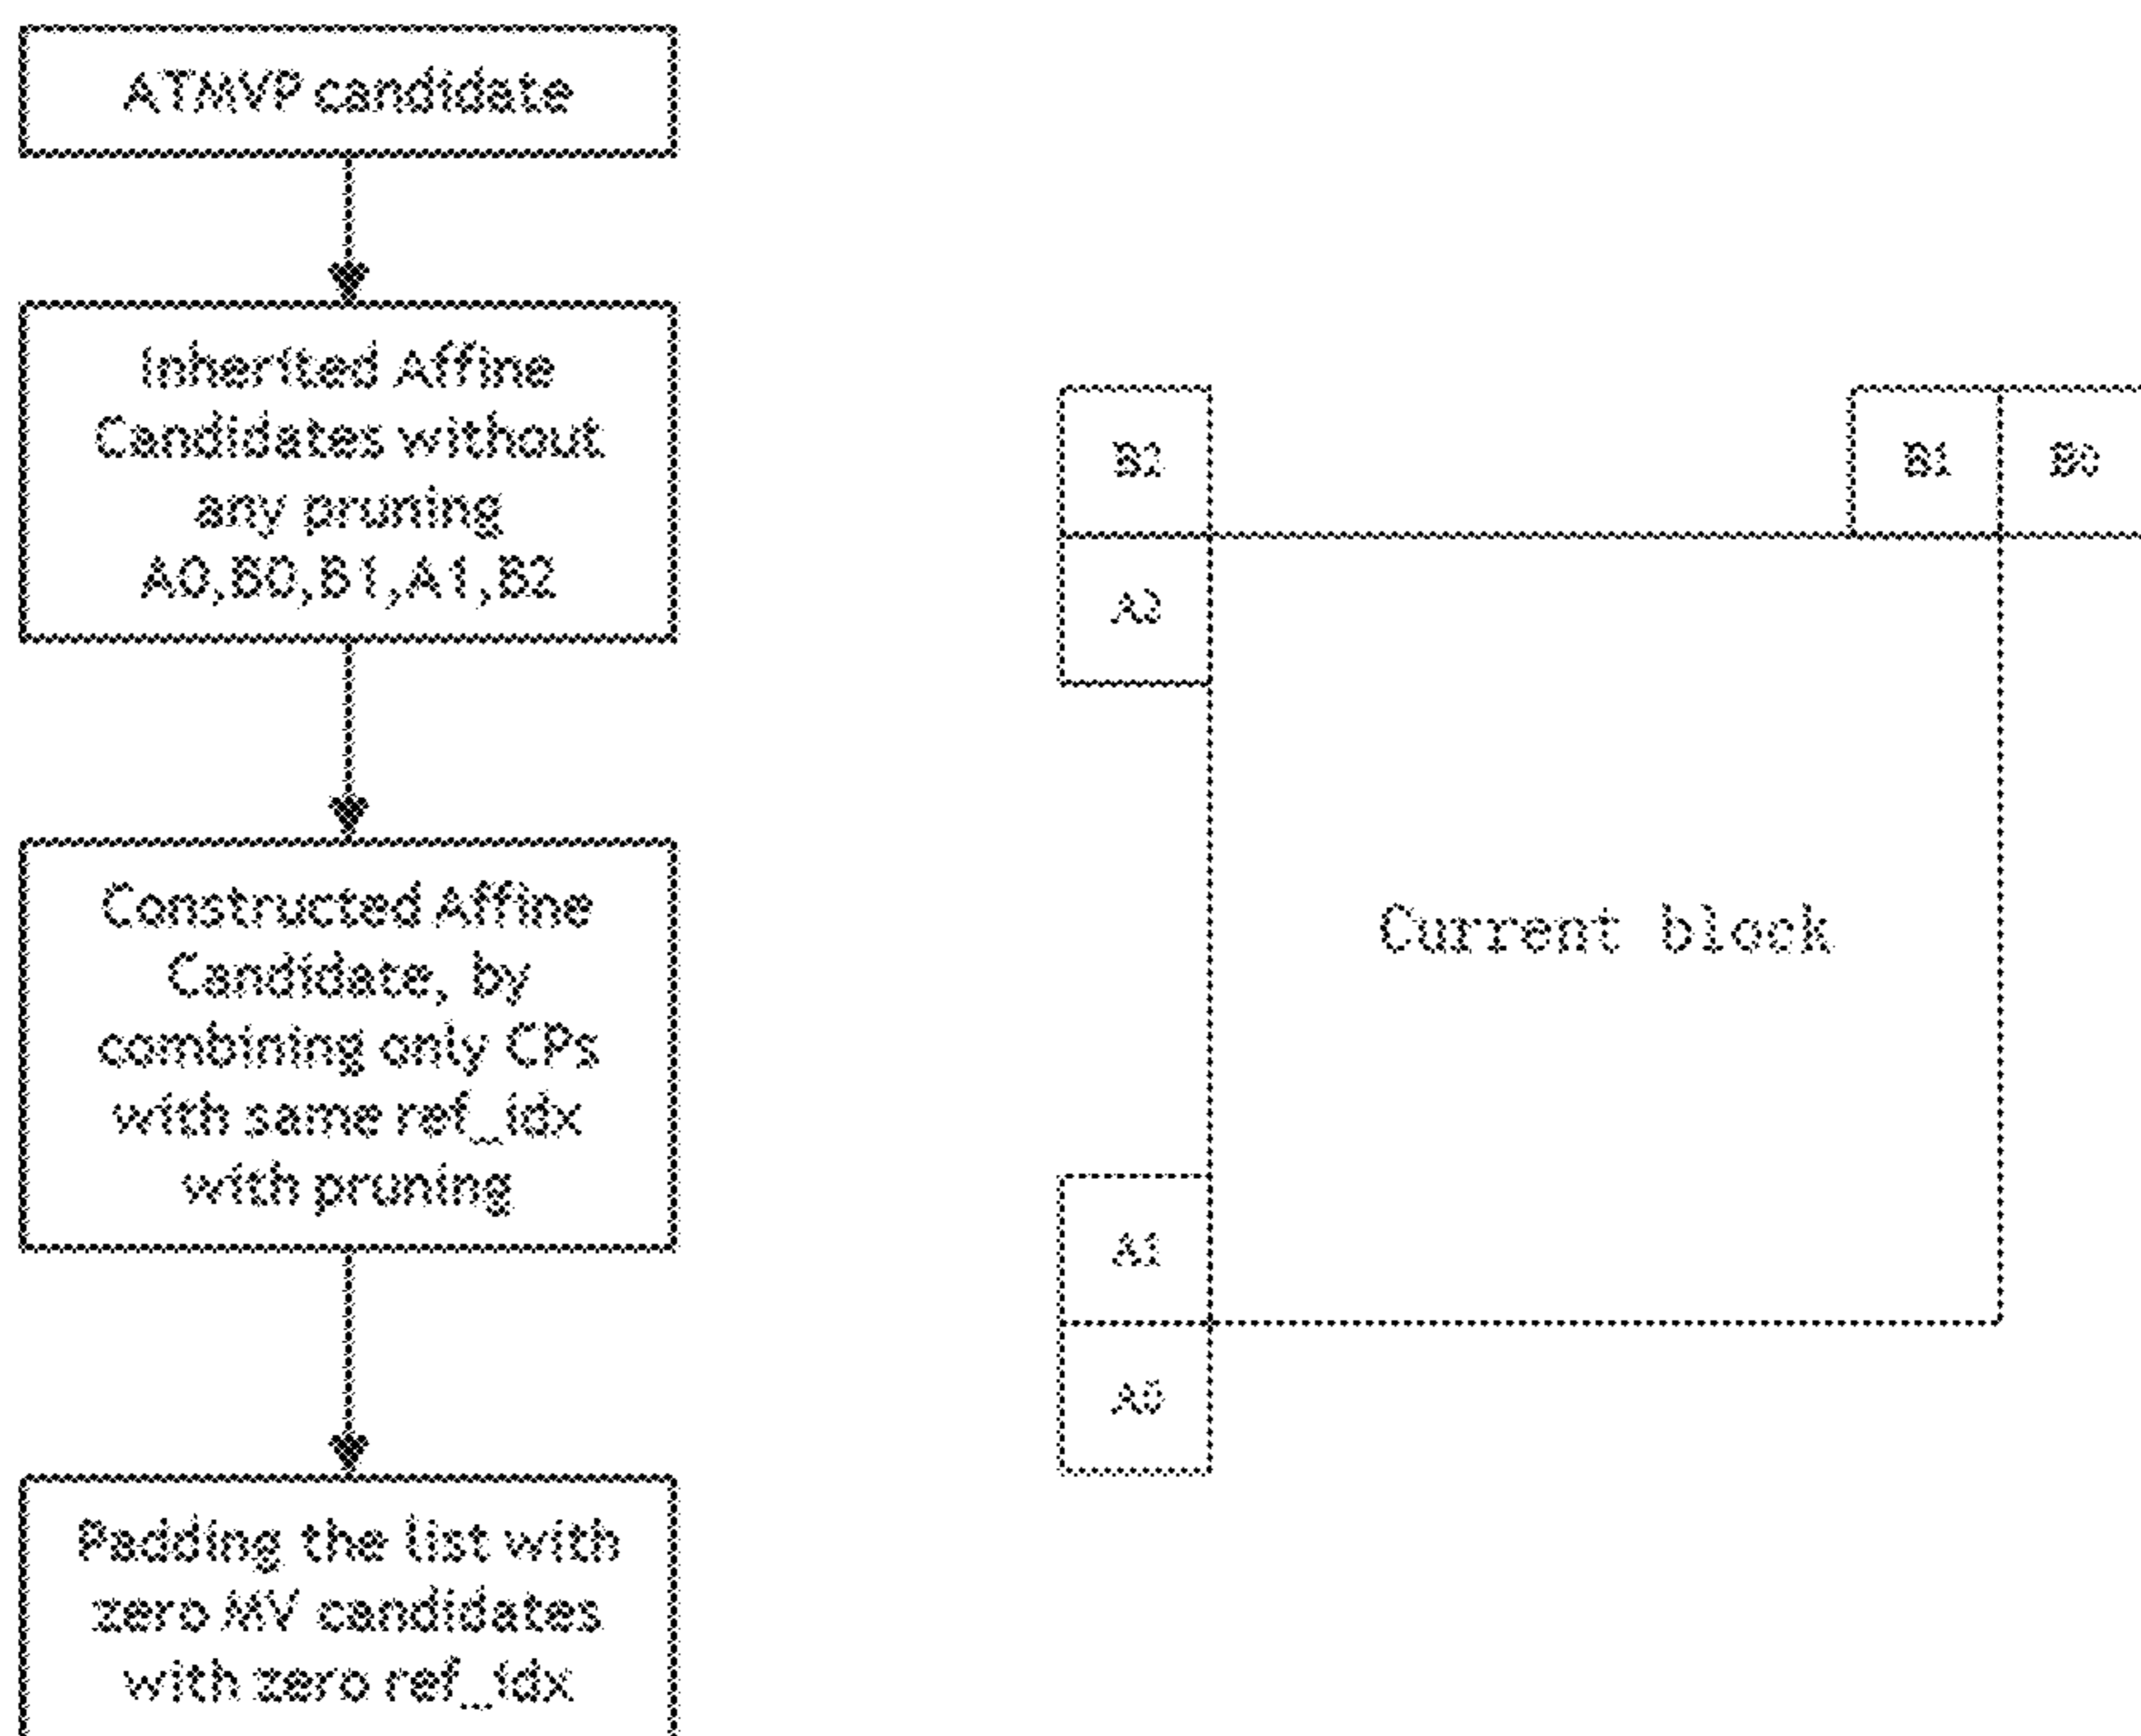 ATMVP candidate
Inherited Affine
Candidates without
any pruning
A0,B0,B1,A1,B2
Constructed Affine
Candidate, by
combining only CPs
with same ref_idx
with pruning
Padding the list with
zero MV candidates
with zero ref_idx
B2
B1
B0
A2
Current block
A1
A0